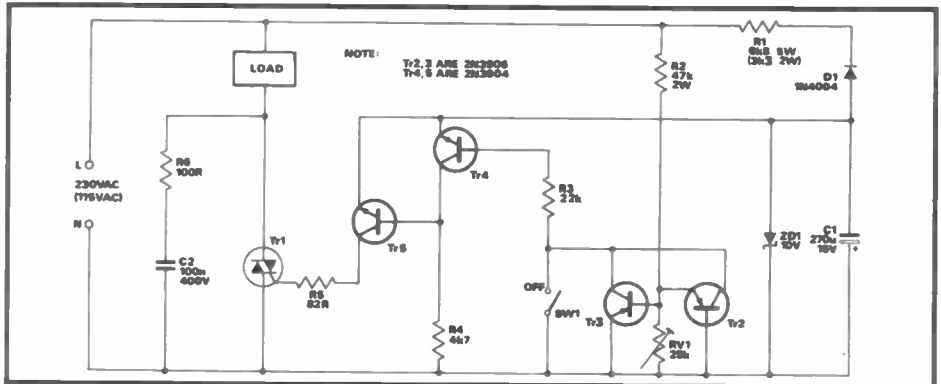 NOTE:
Tr2, 3 ARE 2N3906
Tr4, 5 ARE 2N3904
LOAD
R1
6k8 5W
(3k3 2W)
R2
47k
2W
D1
1N4004
L
230VAC
(115VAC)
N
R6
100R
C2
100n
400V
Tr1
R5
82R
Tr5
Tr4
R4
4k7
R3
22k
OFF
SW1
Tr3
RV1
25k
Tr2
ZD1
10V
C1
270u
16V
+